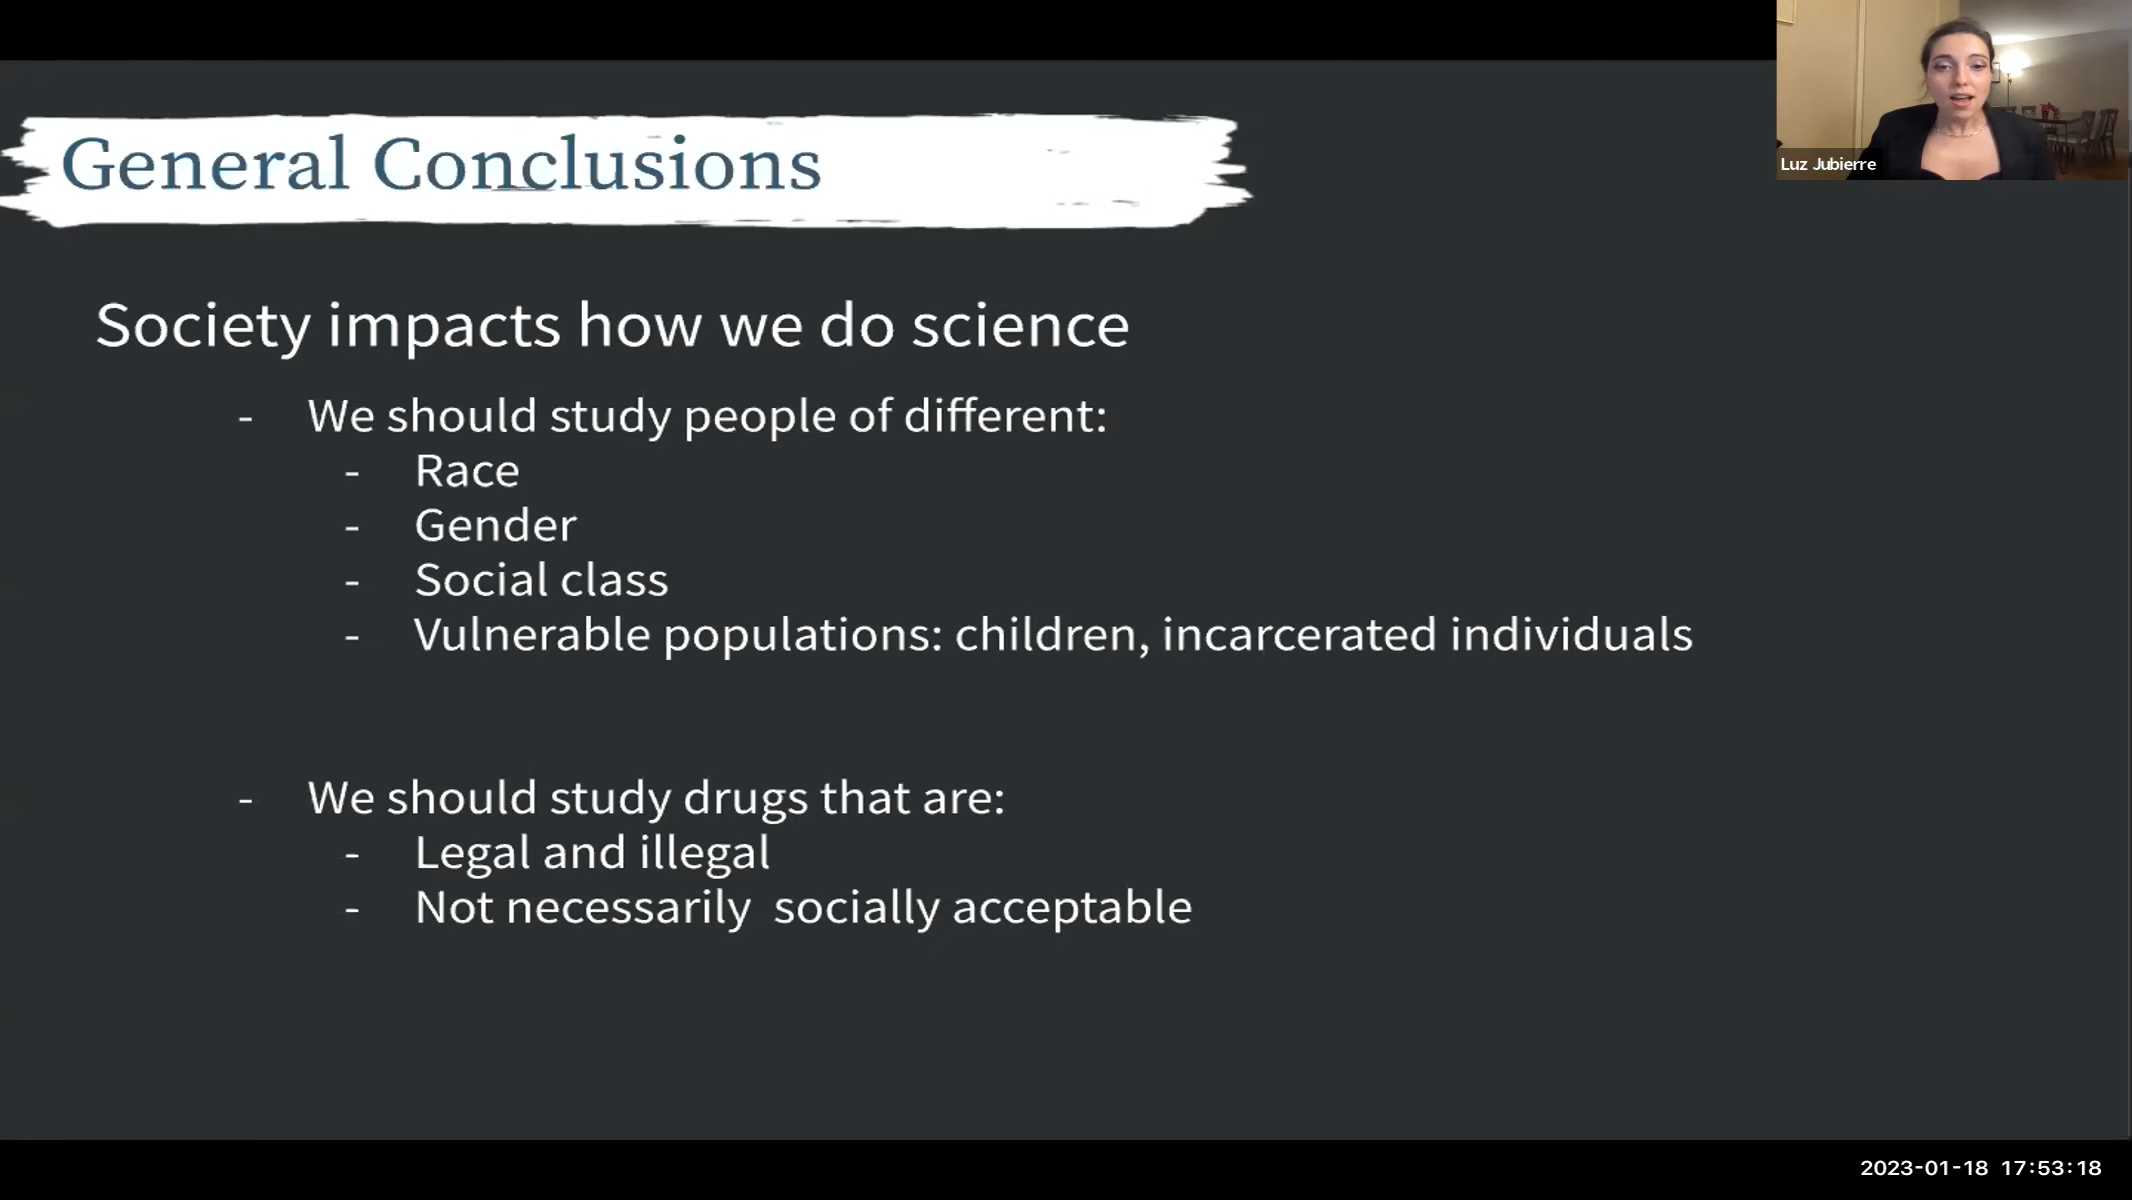 General Conclusions
Luz Jubierre
Society impacts how we do science
- We should study people of different:
- Race
- Gender
- Social class
- Vulnerable populations: children, incarcerated individuals
- We should study drugs that are:
- Legal and illegal
- Not necessarily  socially acceptable
2023-01-18 17:53:18